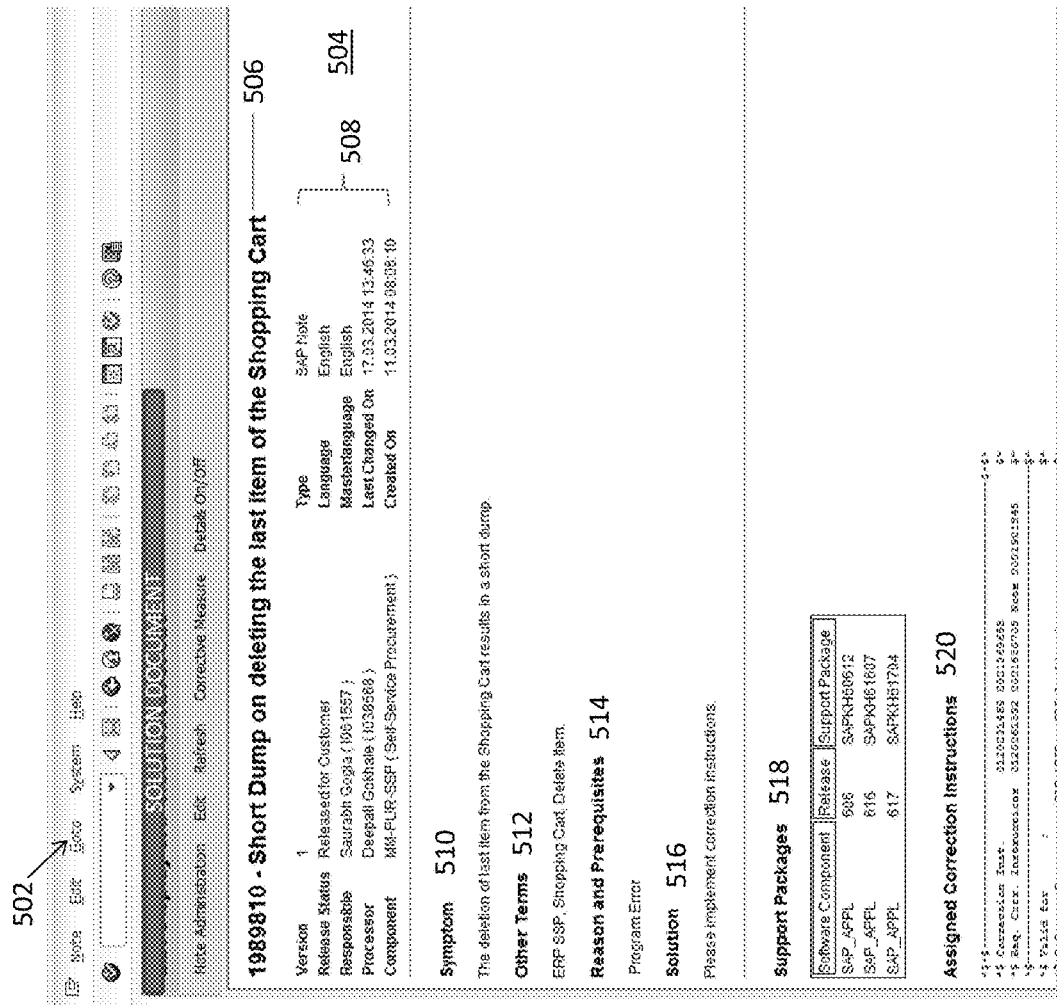 502
Note Edit Goto System Help
SOLUTION DOCUMENT
Note Administration Edit Refresh Corrective Measure Details On/Off
1989810 - Short Dump on deleting the last item of the Shopping Cart 506
504
508
Version 1 Type SAP Note
Release Status Released for Customer Language English
Responsible Saurabh Gogia Masterlanguage English
Processor Deepali Gokhale Last Changed On 17.03.2014 13:46:33
Component MM-PUR-SSP ( Self-Service Procurement ) Created On 11.03.2014 08:08:19
Symptom 510
The deletion of last item from the Shopping Cart results in a short dump.
Other Terms 512
ERP SSP, Shopping Cart, Delete Item.
Reason and Prerequisites 514
Program Error
Solution 516
Please implement correction instructions.
Support Packages 518
Software Component Release Support Package
SAP_APPL 606 SAPKH60612
SAP_APPL 616 SAPKH61607
SAP_APPL 617 SAPKH61704
Assigned Correction Instructions 520
*$ Correction Inst.
*$ Valid for :